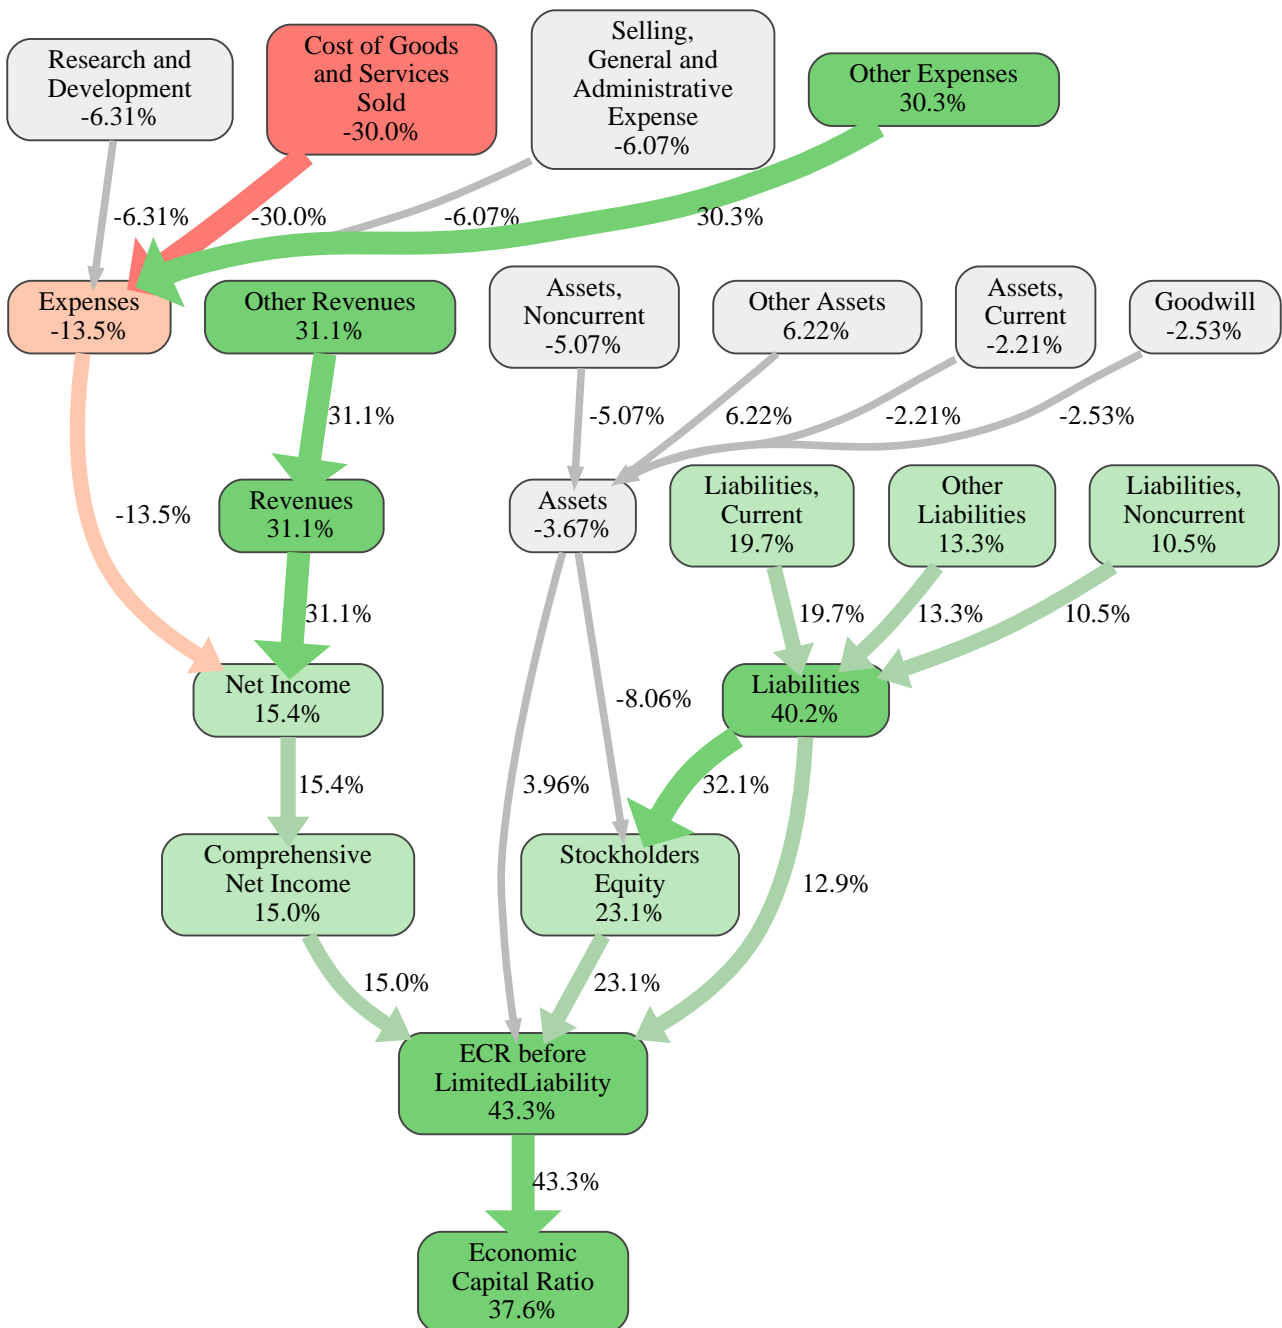 Research and
Development
-6.31%
Cost of Goods
and Services
Sold
-30.0%
Selling,
General and
Administrative
Expense
-6.07%
Other Expenses
30.3%
-6.31%
-30.0%
-6.07%
30.3%
Expenses
-13.5%
Other Revenues
31.1%
Assets,
Noncurrent
-5.07%
Other Assets
6.22%
Assets,
Current
-2.21%
Goodwill
-2.53%
31.1%
-5.07%
6.22%
-2.21%
-2.53%
-13.5%
Revenues
31.1%
Assets
-3.67%
Liabilities,
Current
19.7%
Other
Liabilities
13.3%
Liabilities,
Noncurrent
10.5%
31.1%
19.7%
13.3%
10.5%
Net Income
15.4%
-8.06%
Liabilities
40.2%
15.4%
3.96%
32.1%
Comprehensive
Net Income
15.0%
Stockholders
Equity
23.1%
12.9%
15.0%
23.1%
ECR before
LimitedLiability
43.3%
43.3%
Economic
Capital Ratio
37.6%